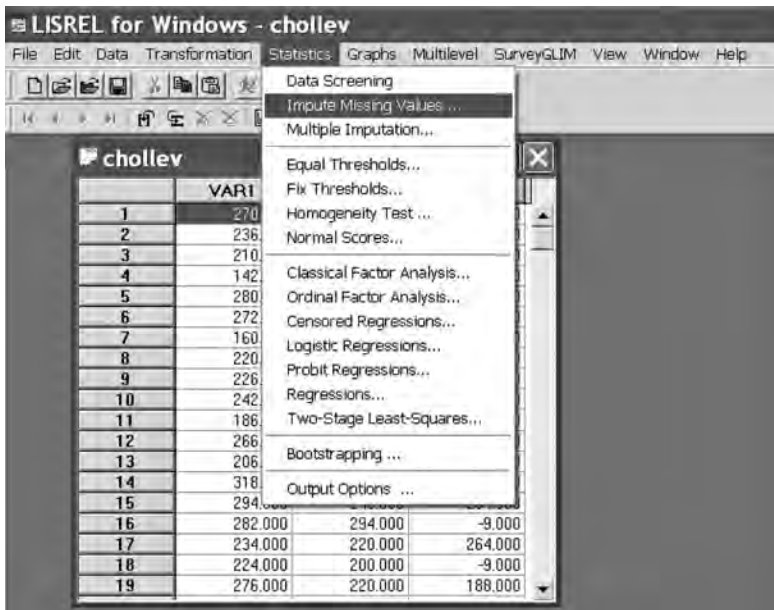 LISREL for Windows - chollev
File Edit Data Transformation Statistics Graphs Multilevel SurveyGLIM View Window Help
Data Screening
Impute Missing Values ...
Multiple Imputation...
Equal Thresholds...
Fix Thresholds...
Homogeneity Test ...
Normal Scores...
Classical Factor Analysis...
Ordinal Factor Analysis...
Censored Regressions...
Logistic Regressions...
Probit Regressions...
Regressions...
Two-Stage Least-Squares...
Bootstrapping ...
Output Options ...
chollev
VAR1
1 270
2 236.
3 210.
4 142.
5 280.
6 272.
7 160.
8 220.
9 226.
10 242.
11 186.
12 266.
13 206.
14 318.
15 294.
16 282.000 294.000 -9.000
17 234.000 220.000 264.000
18 224.000 200.000 -9.000
19 276.000 220.000 188.000